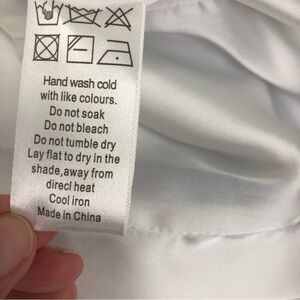 Hand wash cold
with like colours.
Do not soak
Do not bleach
Do not tumble dry
Lay flat to dry in the
shade,away from
direcl heat
Cool iron
Made in China